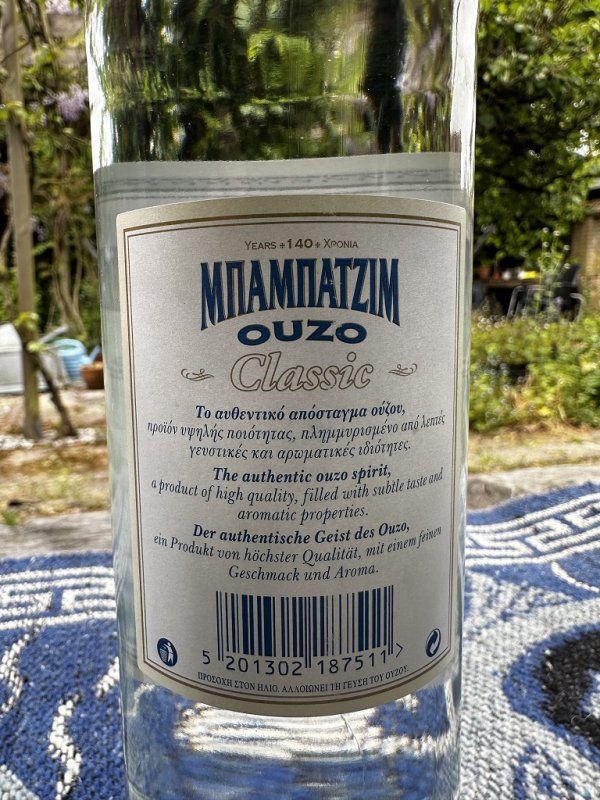 YEARS + 140 + ΧΡΟΝΙΑ
ΜΠΑΜΠΑΤΖΙΜ
OUZO
Classic
Το αυθεντικό απόσταγμα ούζου,
προϊόν υψηλής ποιότητας, πλημμυρισμένο από λεπτές
γευστικές και αρωματικές ιδιότητες.
The authentic ouzo spirit,
a product of high quality, filled with subtle taste and
aromatic properties.
Der authentische Geist des Ouzo,
ein Produkt von höchster Qualität, mit einem feinen
Geschmack und Aroma.
5 201302 187511 >
ΠΡΟΣΟΧΗ ΣΤΟΝ ΗΛΙΟ. ΑΛΛΟΙΩΝΕΙ ΤΗ ΓΕΥΣΗ ΤΟΥ ΟΥΖΟΥ.